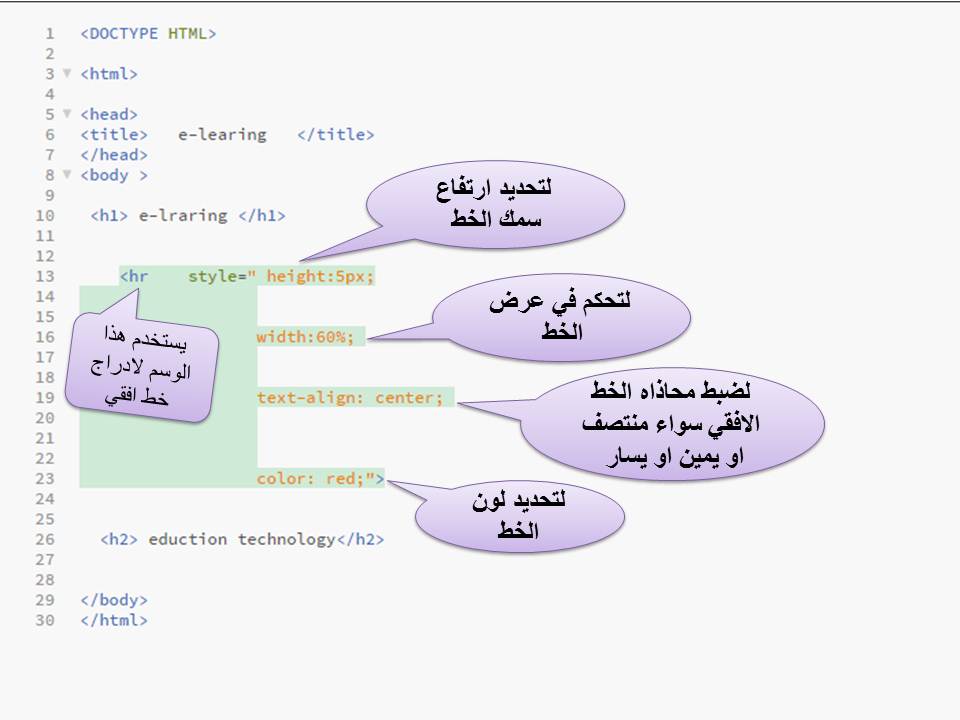 1 <DOCTYPE HTML>
2
3 <html>
4
5 <head>
6 <title> e-learing </title>
7 </head>
8 <body >
9
10 <h1> e-lraring </h1>
11
12
13 <hr style=" height:5px;
14
15
16 width:60%;
17
18
19 text-align: center;
20
21
22
23 color: red;">
24
25
26 <h2> eduction technology</h2>
27
28
29 </body>
30 </html>
لتحديد ارتفاع
سمك الخط
لتحكم في عرض
الخط
يستخدم هذا
الوسم لادراج
خط افقي
لضبط محاذاه الخط
الافقي سواء منتصف
او يمين او يسار
لتحديد لون
الخط